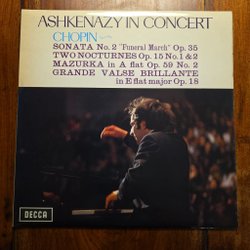 ASHKENAZY IN CONCERT
CHOPIN
SONATA No. 2 "Funeral March" Op. 35
TWO NOCTURNES Op. 15 No. 1 & 2
MAZURKA in A flat Op. 59 No. 2
GRANDE VALSE BRILLANTE
in E flat major Op. 18
DECCA